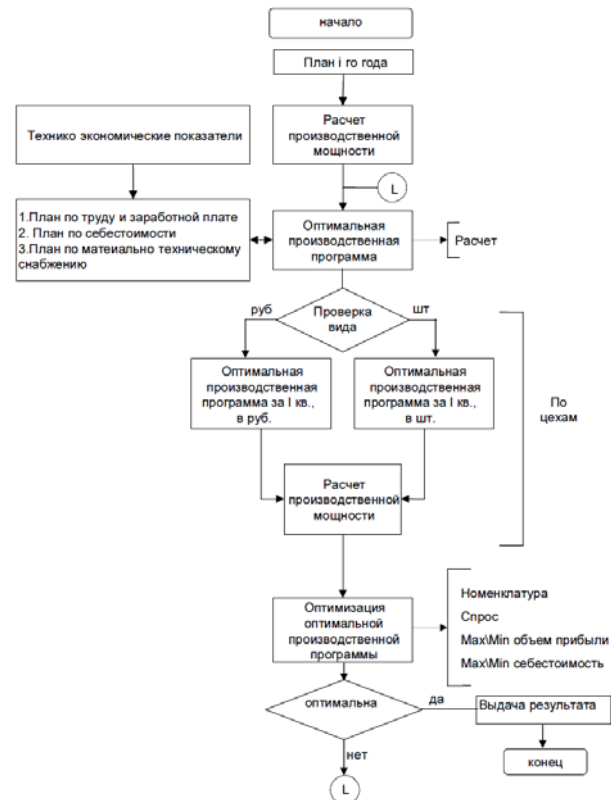 начало
План i го года
Технико экономические показатели
Расчет
производственной
мощности
L
1.План по труду и заработной плате
2. План по себестоимости
3.План по матеиально техническому
снабжению
Оптимальная
производственная
программа
Расчет
руб
Проверка
вида
шт
Оптимальная
производственная
программа за I кв.,
в руб.
Оптимальная
производственная
программа за I кв.,
в шт.
По
цехам
Расчет
производственной
мощности
Оптимизация
оптимальной
производственной
программы
Номенклатура
Спрос
Max\Min объем прибыли
Max\Min себестоимость
оптимальна
да
Выдача результата
нет
конец
L